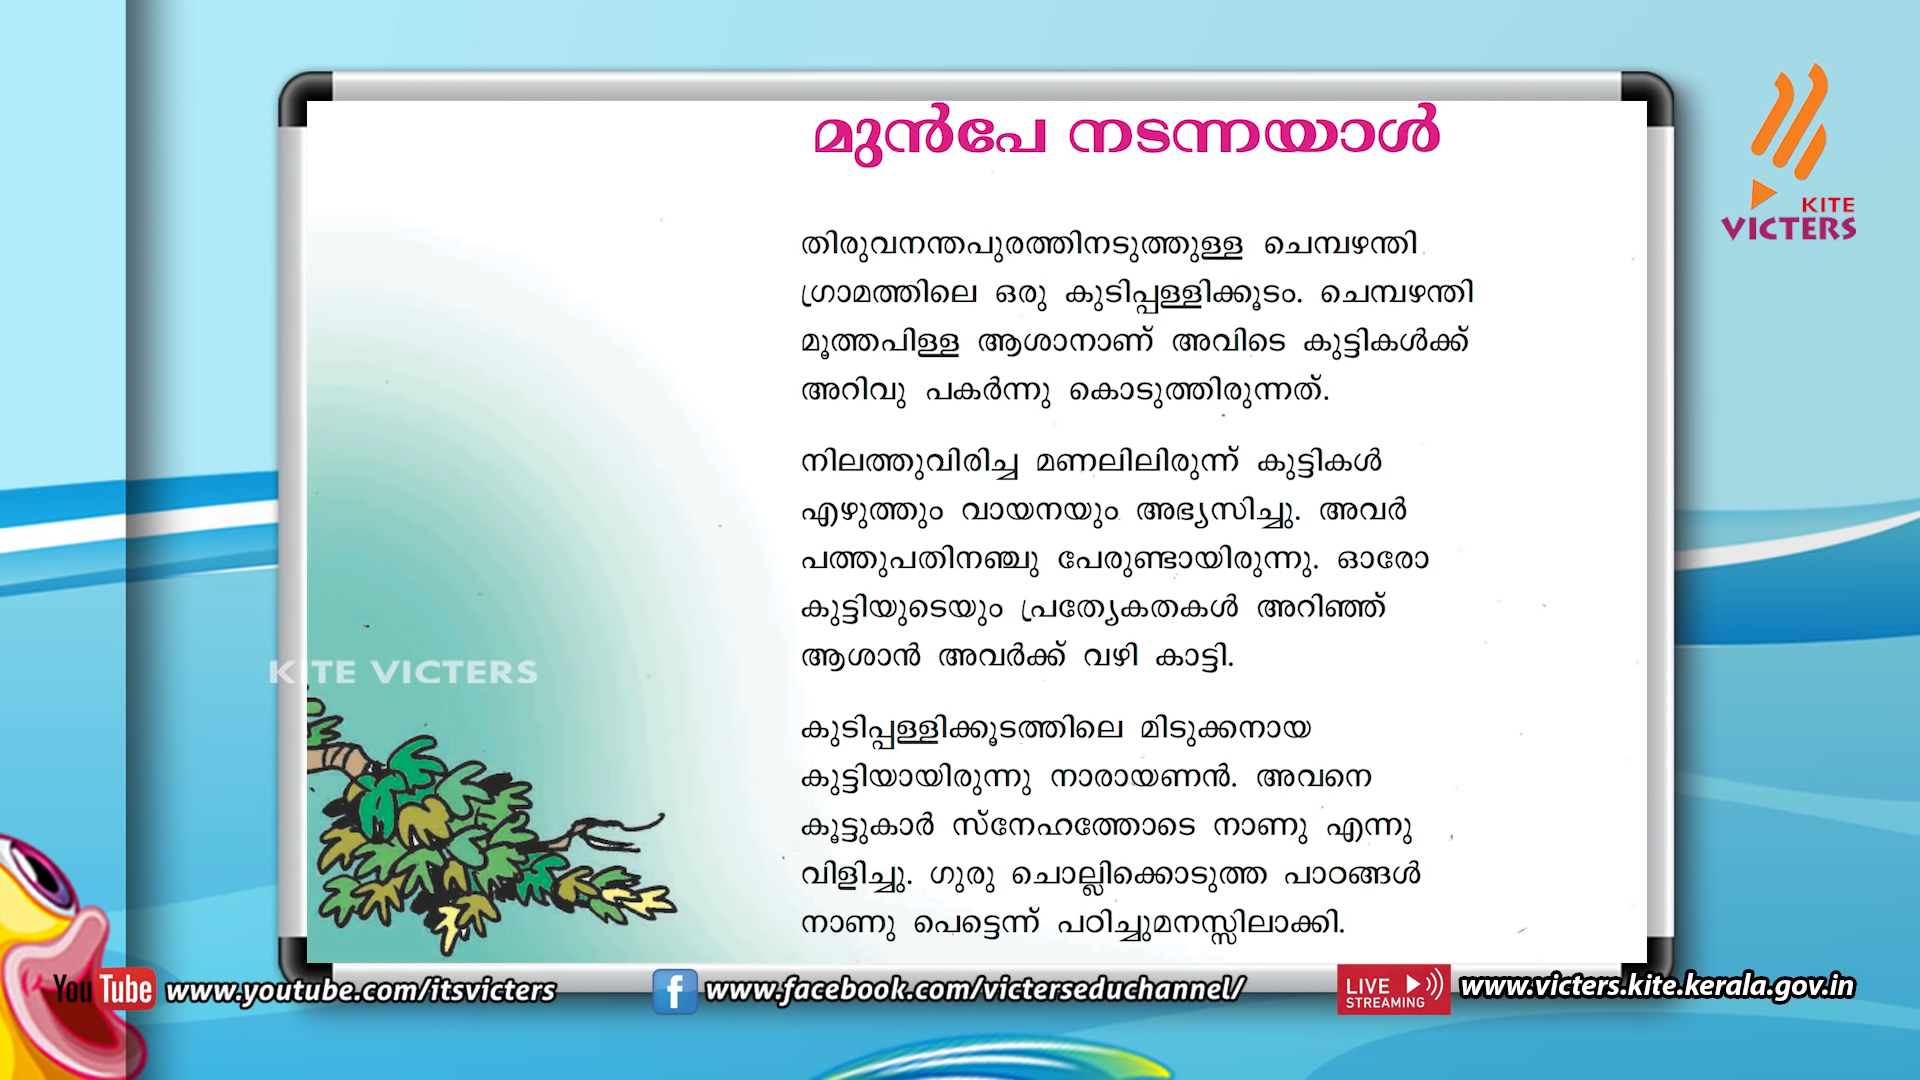 മുൻപേ നടന്നയാൾ
KITE
VICTERS
തിരുവനന്തപുരത്തിനടുത്തുള്ള ചെമ്പഴന്തി
ഗ്രാമത്തിലെ ഒരു കുടിപ്പള്ളിക്കൂടം. ചെമ്പഴന്തി
മൂത്തപിള്ള ആശാനാണ് അവിടെ കുട്ടികൾക്ക്
അറിവു പകർന്നു കൊടുത്തിരുന്നത്.
നിലത്തുവിരിച്ച മണലിലിരുന്ന് കുട്ടികൾ
എഴുത്തും വായനയും അഭ്യസിച്ചു. അവർ
പത്തുപതിനഞ്ചു പേരുണ്ടായിരുന്നു. ഓരോ
കുട്ടിയുടെയും പ്രത്യേകതകൾ അറിഞ്ഞ്
ആശാൻ അവർക്ക് വഴി കാട്ടി.
KITE VICTERS
കുടിപ്പള്ളിക്കൂടത്തിലെ മിടുക്കനായ
കുട്ടിയായിരുന്നു നാരായണൻ. അവനെ
കൂട്ടുകാർ സ്നേഹത്തോടെ നാണു എന്നു
വിളിച്ചു. ഗുരു ചൊല്ലിക്കൊടുത്ത പാഠങ്ങൾ
നാണു പെട്ടെന്ന് പഠിച്ചുമനസ്സിലാക്കി.
YouTube www.youtube.com/itsvicters
f www.facebook.com/victerseduchannel/
LIVE
STREAMING
www.victers.kite.kerala.gov.in